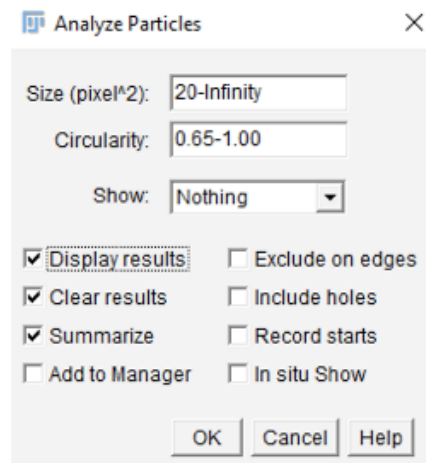 Analyze Particles
Size (pixel^2): 20-Infinity
Circularity: 0.65-1.00
Show: Nothing
Display results Exclude on edges
Clear results Include holes
Summarize Record starts
Add to Manager In situ Show
OK Cancel Help